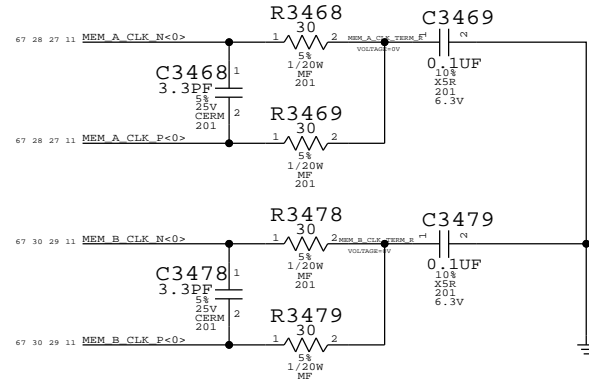 R3468
30
67 28 27 11 MEM_A_CLK_N<0> 1 2 MEM_A_CLK_TERM_R
VOLTAGE=0V
5%
1/20W
MF
201
C3469
1 2
0.1UF
10%
X5R
201
6.3V
C3468
1
3.3PF
5%
25V
CERM
201
2
R3469
30
67 28 27 11 MEM_A_CLK_P<0> 1 2
5%
1/20W
MF
201
R3478
30
67 30 29 11 MEM_B_CLK_N<0> 1 2 MEM_B_CLK_TERM_R
VOLTAGE=0V
5%
1/20W
MF
201
C3479
1 2
0.1UF
10%
X5R
201
6.3V
C3478
1
3.3PF
5%
25V
CERM
201
2
R3479
30
67 30 29 11 MEM_B_CLK_P<0> 1 2
5%
1/20W
MF